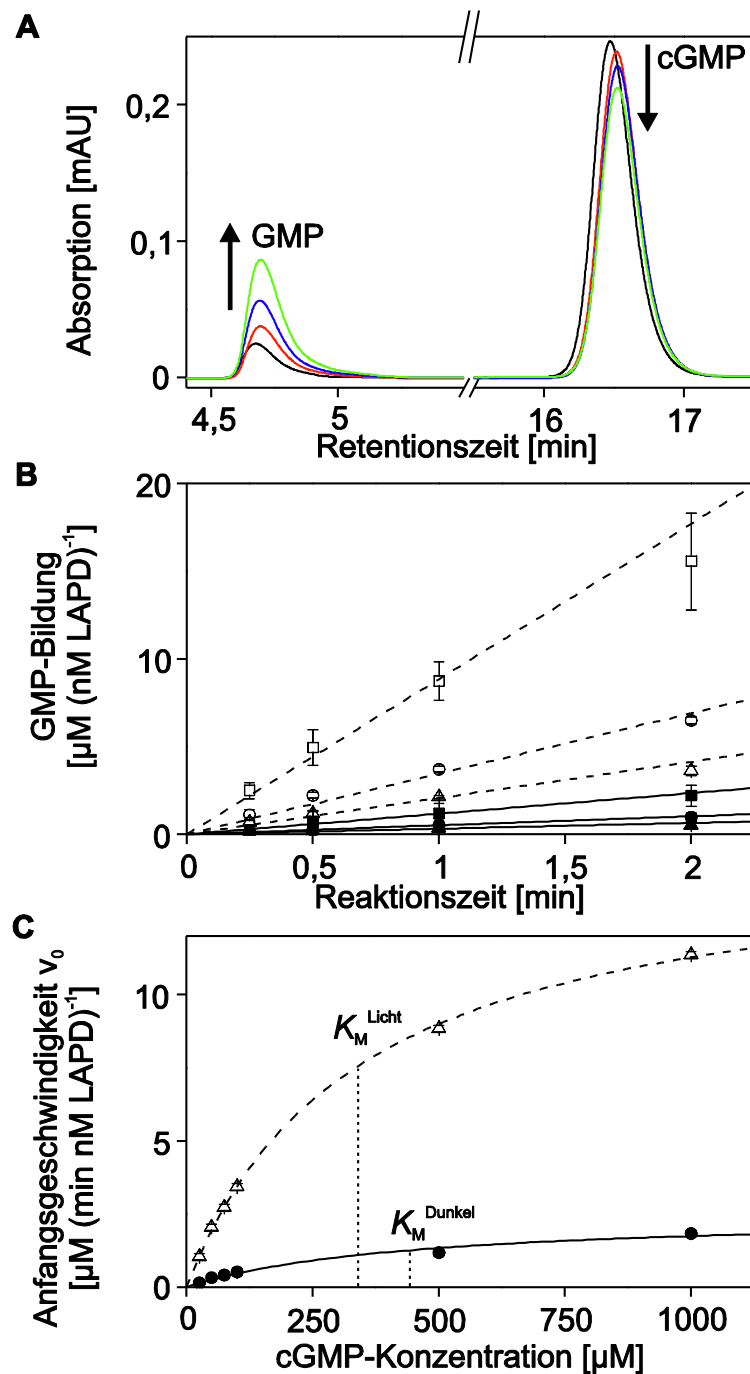 A
Absorption [mAU]
0,2
0,1
0
GMP
cGMP
4,5
5
16
17
Retentionszeit [min]
B
GMP-Bildung
[µM (nM LAPD)⁻¹]
20
10
0
0
0,5
1
1,5
2
Reaktionszeit [min]
C
Anfangsgeschwindigkeit v₀
[µM (min nM LAPD)⁻¹]
10
5
0
K_M^Licht
K_M^Dunkel
0
250
500
750
1000
cGMP-Konzentration [µM]